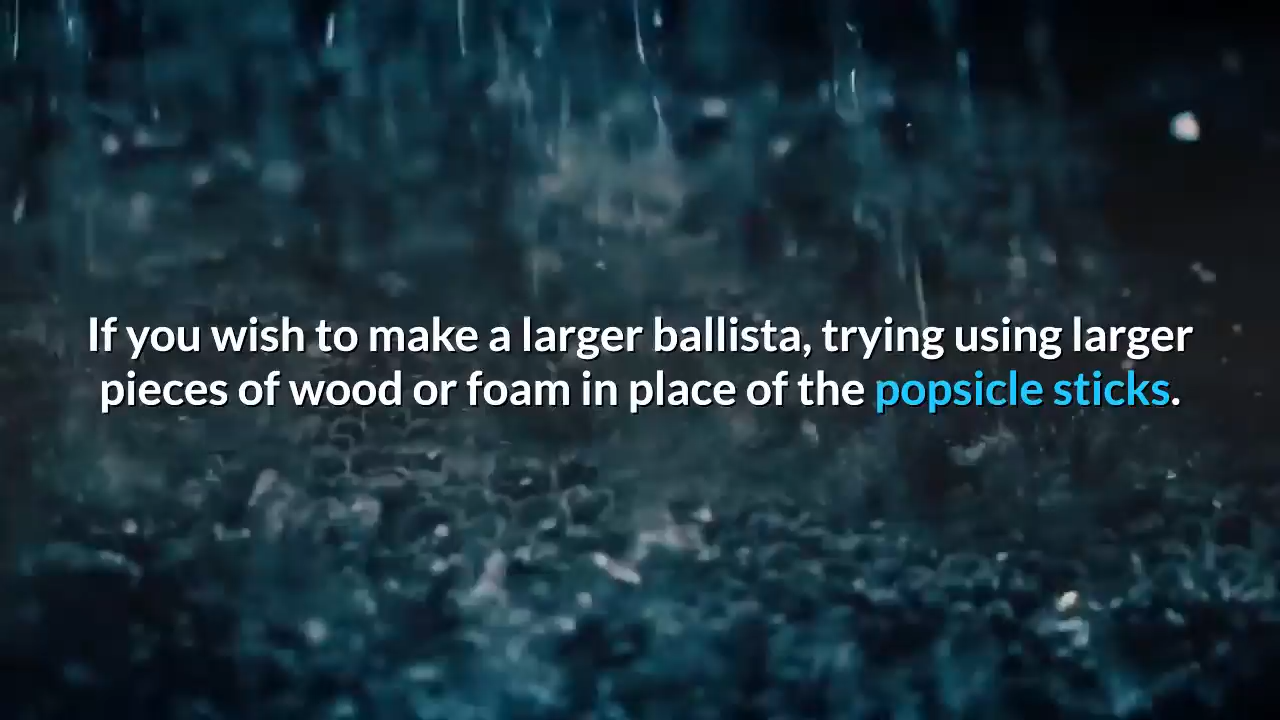 If you wish to make a larger ballista, trying using larger
pieces of wood or foam in place of the popsicle sticks.